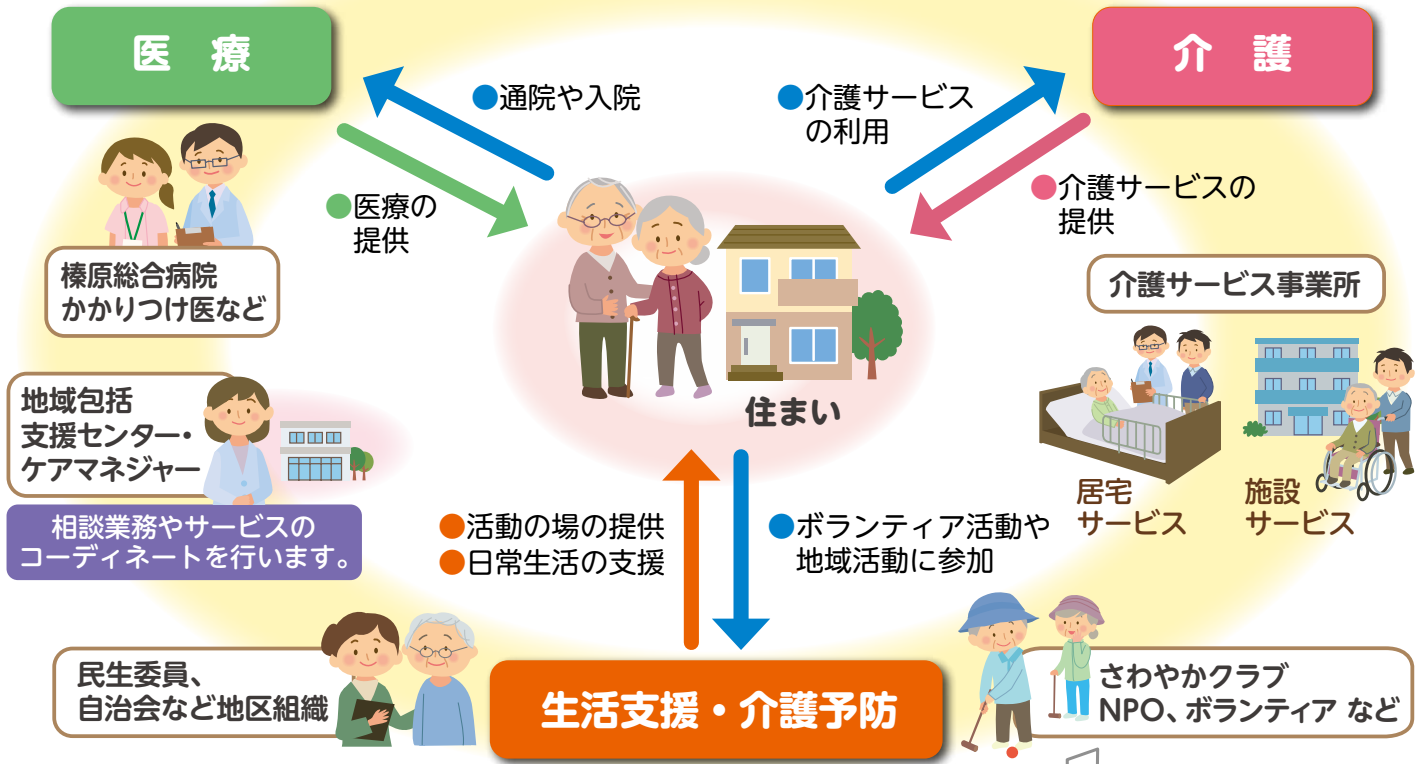 医 療
介 護
●通院や入院
●介護サービス
の利用
●医療の
提供
●介護サービスの
提供
榛原総合病院
かかりつけ医など
介護サービス事業所
住まい
地域包括
支援センター・
ケアマネジャー
相談業務やサービスの
コーディネートを行います。
居宅
サービス
施設
サービス
●活動の場の提供
●日常生活の支援
●ボランティア活動や
地域活動に参加
民生委員、
自治会など地区組織
生活支援・介護予防
さわやかクラブ
NPO、ボランティア など